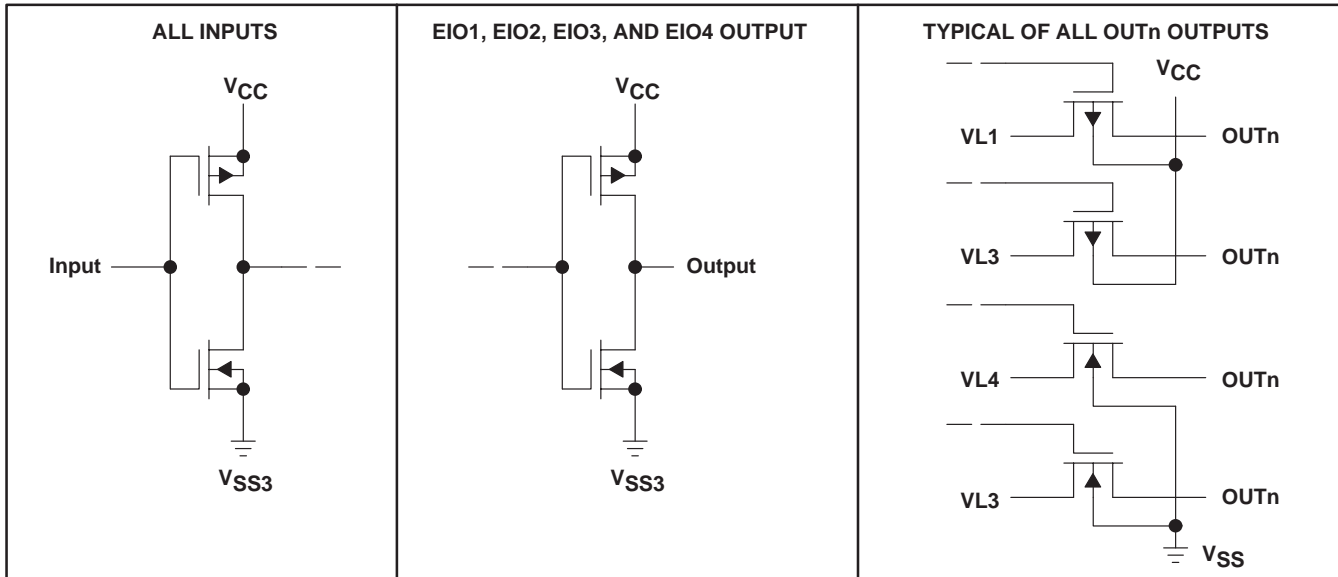 ALL INPUTS
VCC
Input
VSS3
EIO1, EIO2, EIO3, AND EIO4 OUTPUT
VCC
Output
VSS3
TYPICAL OF ALL OUTn OUTPUTS
VCC
VL1 OUTn
VL3 OUTn
VL4 OUTn
VL3 OUTn
VSS